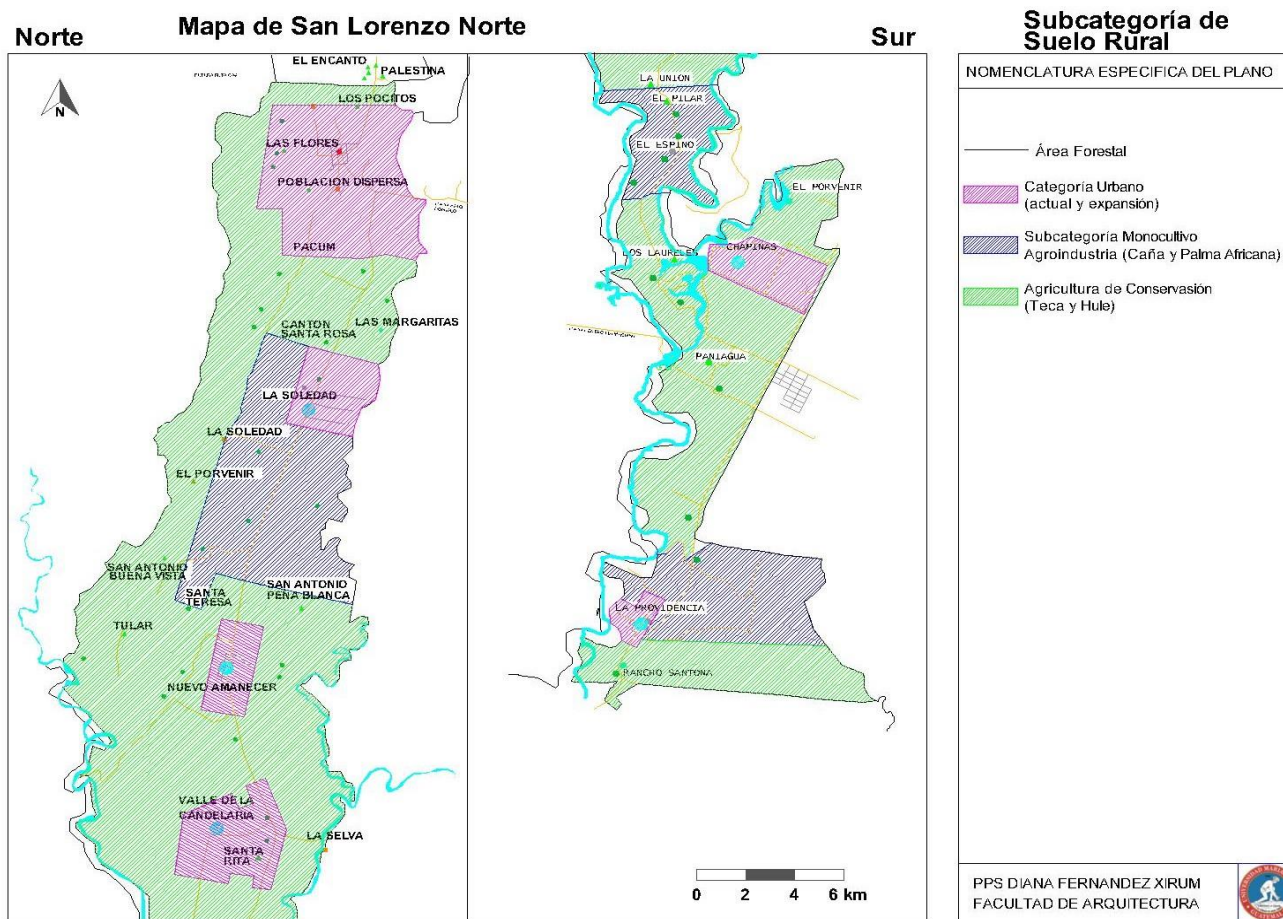 Norte
Mapa de San Lorenzo Norte
Sur
Subcategoría de
Suelo Rural
EL ENCANTO
PALESTINA
LOS POCITOS
N
LAS FLORES
POBLACION DISPERSA
PACUM
LAS MARGARITAS
CANTON
SANTA ROSA
LA SOLEDAD
LA SOLEDAD
EL PORVENIR
SAN ANTONIO
BUENA VISTA
SANTA
TERESA
SAN ANTONIO
PEÑA BLANCA
TULAR
NUEVO AMANECER
VALLE DE LA
CANDELARIA
LA SELVA
SANTA
RITA
LA UNION
EL PILAR
EL ESPINO
EL PORVENIR
LOS LAURELES
CHAPINAS
PANIAGUA
LA PROVIDENCIA
RANCHO SANTONA
0 2 4 6 km
NOMENCLATURA ESPECIFICA DEL PLANO
Área Forestal
Categoría Urbano
(actual y expansión)
Subcategoría Monocultivo
Agroindustria (Caña y Palma Africana)
Agricultura de Conservasión
(Teca y Hule)
PPS DIANA FERNANDEZ XIRUM
FACULTAD DE ARQUITECTURA